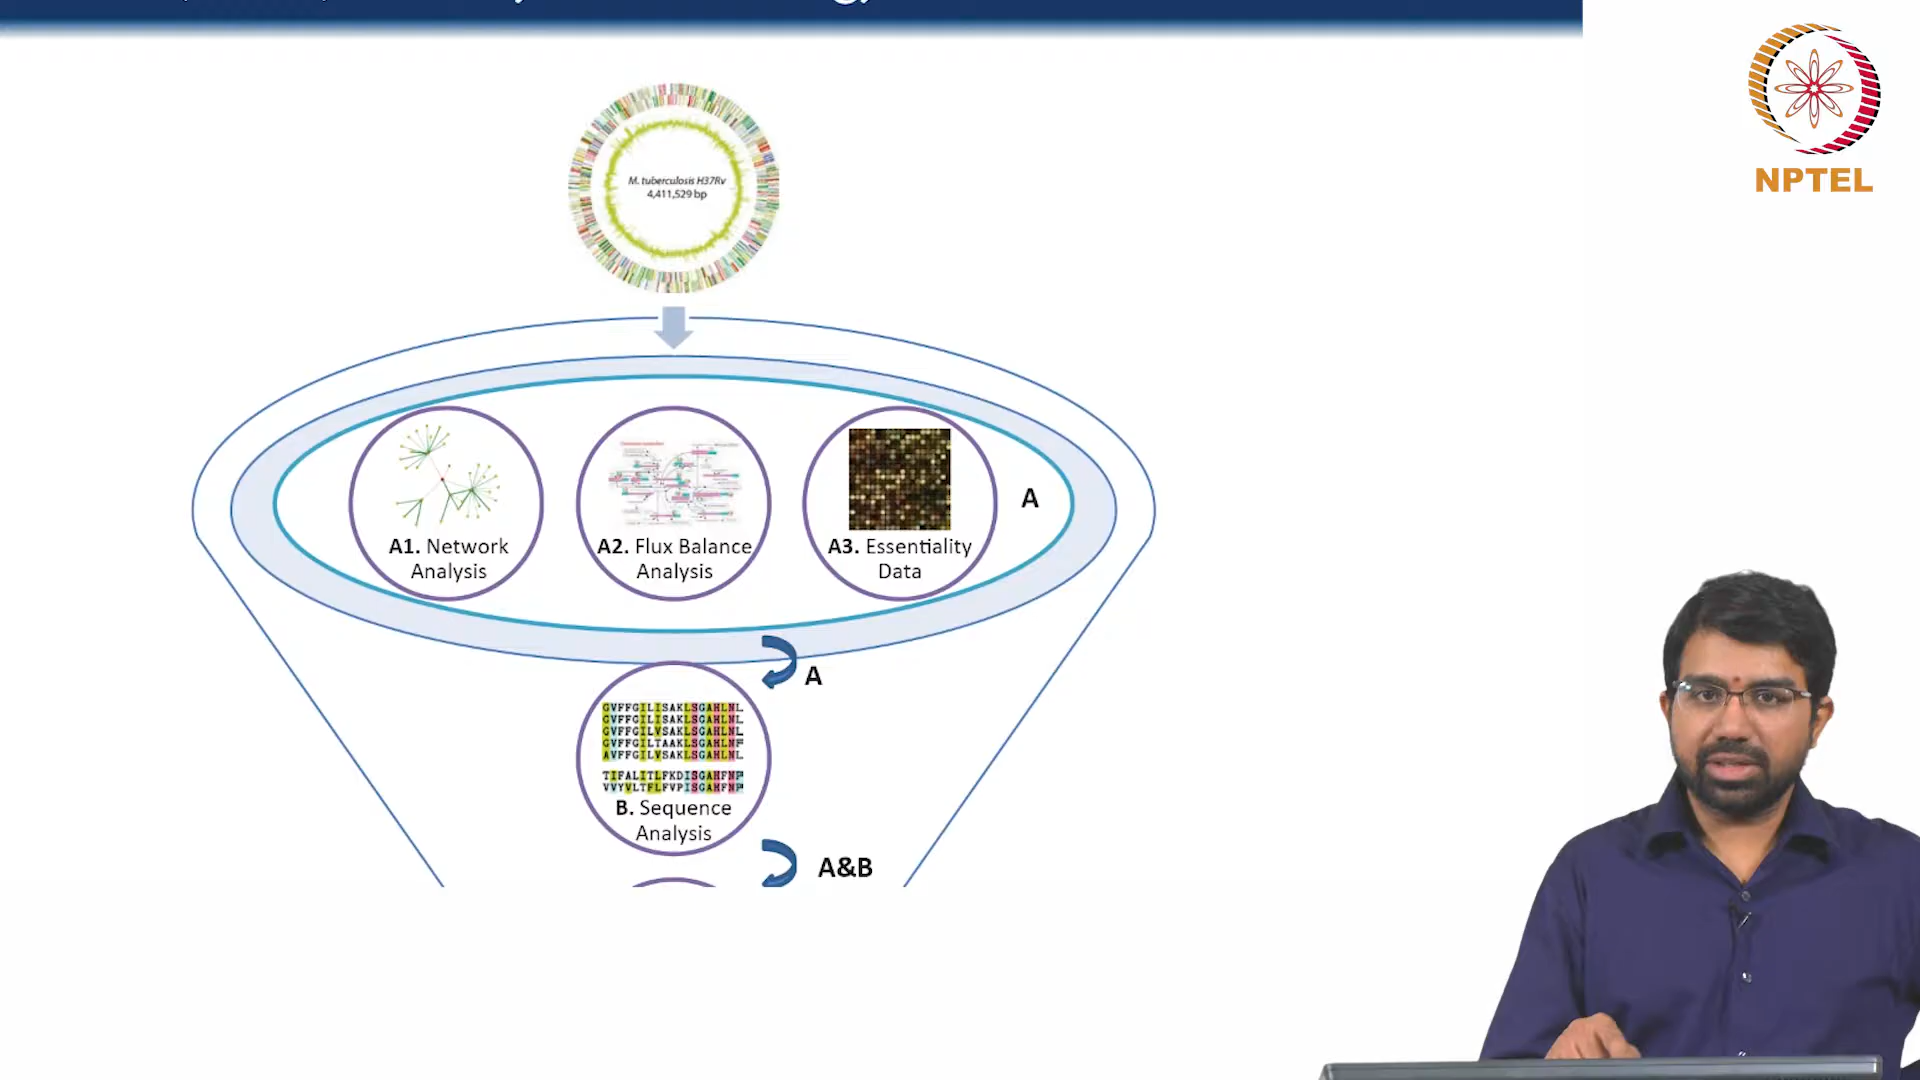 NPTEL
M. tuberculosis H37Rv
4,411,529 bp
A1. Network
Analysis
A2. Flux Balance
Analysis
A3. Essentiality
Data
A
A
GVFFGILISAKLSGAHLNL
GVFFGILISAKLSGAHLNL
GVFFGILVSAKLSGAHLNL
GVFFGILTAAKLSGAHLNF
AVFFGILVSAKLSGAHLNL
TIFALITLFKDISGAHFNP
VVYVLTFLFVPISGAHFNP
B. Sequence
Analysis
A&B